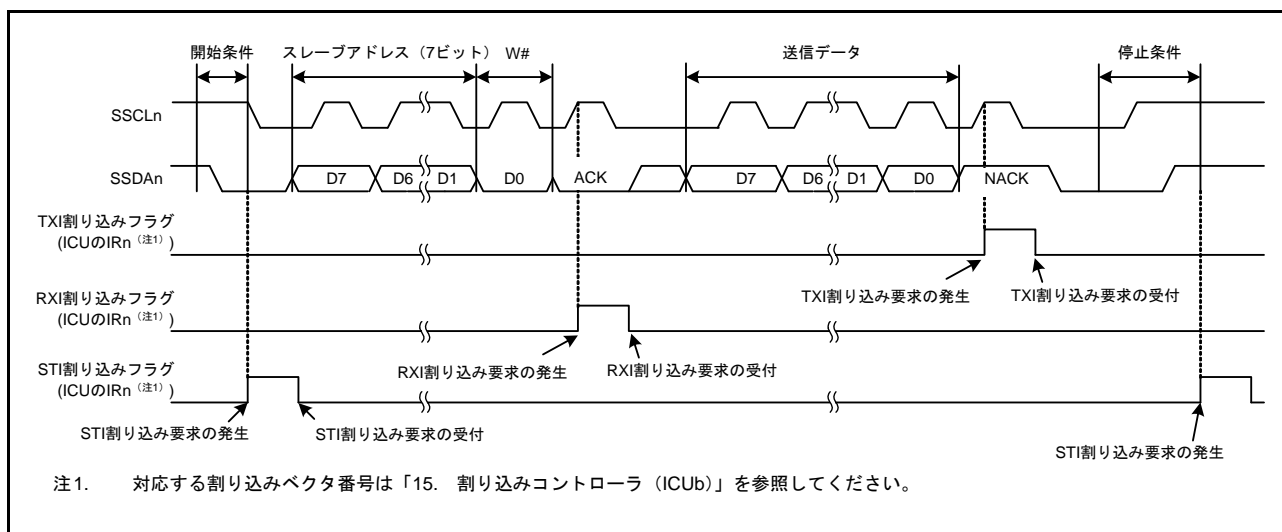 開始条件 スレーブアドレス（7ビット） W# 送信データ 停止条件
SSCLn
SSDAn D7 D6 D1 D0 ACK D7 D6 D1 D0 NACK
TXI割り込みフラグ
(ICUのIRn（注1）)
TXI割り込み要求の発生 TXI割り込み要求の受付
RXI割り込みフラグ
(ICUのIRn（注1）)
RXI割り込み要求の発生 RXI割り込み要求の受付
STI割り込みフラグ
(ICUのIRn（注1）)
STI割り込み要求の発生 STI割り込み要求の受付 STI割り込み要求の発生
注1. 対応する割り込みベクタ番号は「15. 割り込みコントローラ（ICUb）」を参照してください。